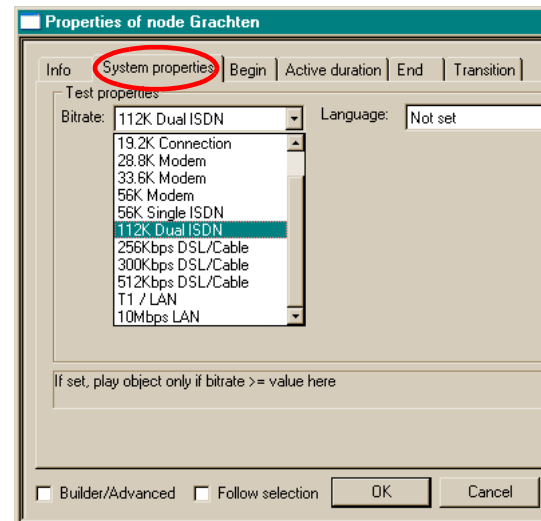 Properties of node Grachten
Info System properties Begin Active duration End Transition
Test properties
Bitrate: 112K Dual ISDN Language: Not set
19.2K Connection
28.8K Modem
33.6K Modem
56K Modem
56K Single ISDN
112K Dual ISDN
256Kbps DSL/Cable
300Kbps DSL/Cable
512Kbps DSL/Cable
T1 / LAN
10Mbps LAN
If set, play object only if bitrate >= value here
Builder/Advanced Follow selection OK Cancel